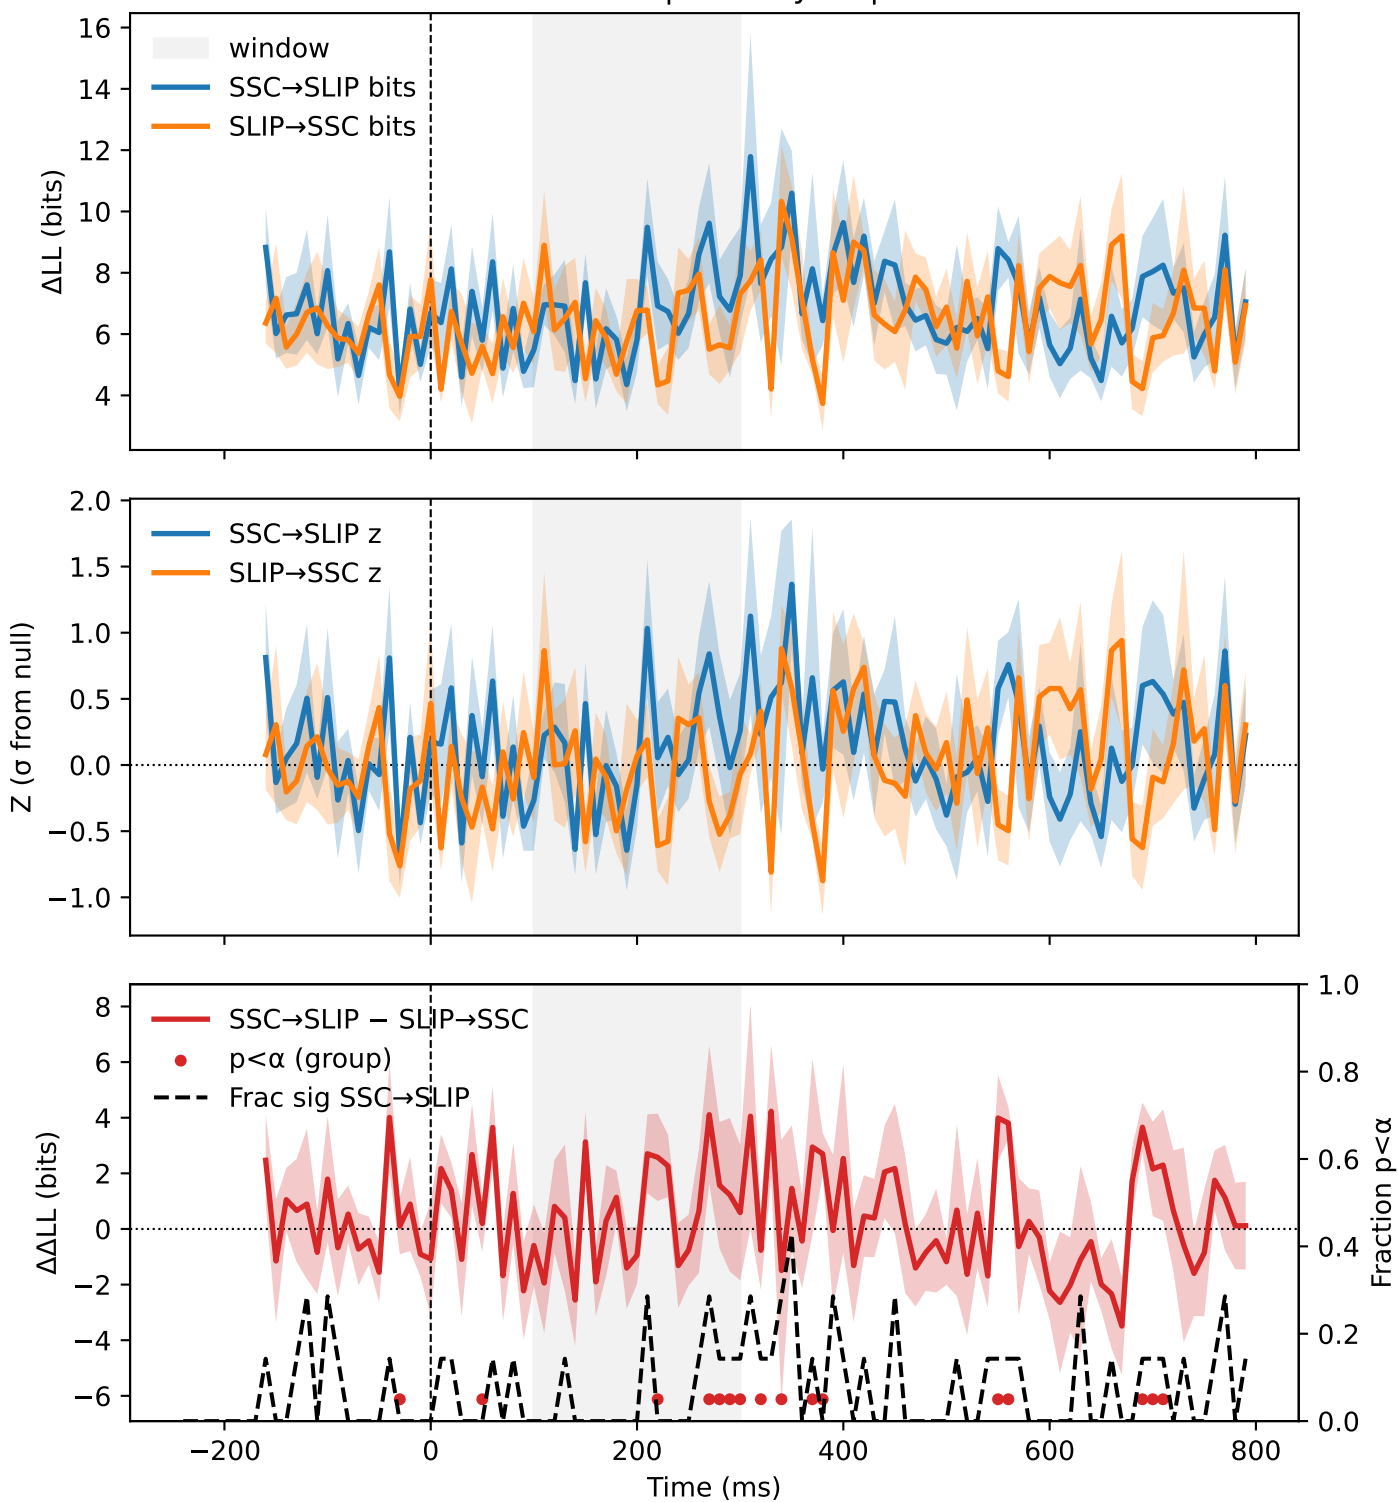 16
14
12
10
8
6
4
ΔLL (bits)
window
SSC→SLIP bits
SLIP→SSC bits
2.0
1.5
1.0
0.5
0.0
−0.5
−1.0
Z (σ from null)
SSC→SLIP z
SLIP→SSC z
8
6
4
2
0
−2
−4
−6
ΔΔLL (bits)
SSC→SLIP − SLIP→SSC
p<α (group)
Frac sig SSC→SLIP
1.0
0.8
0.6
0.4
0.2
0.0
Fraction p<α
−200 0 200 400 600 800
Time (ms)